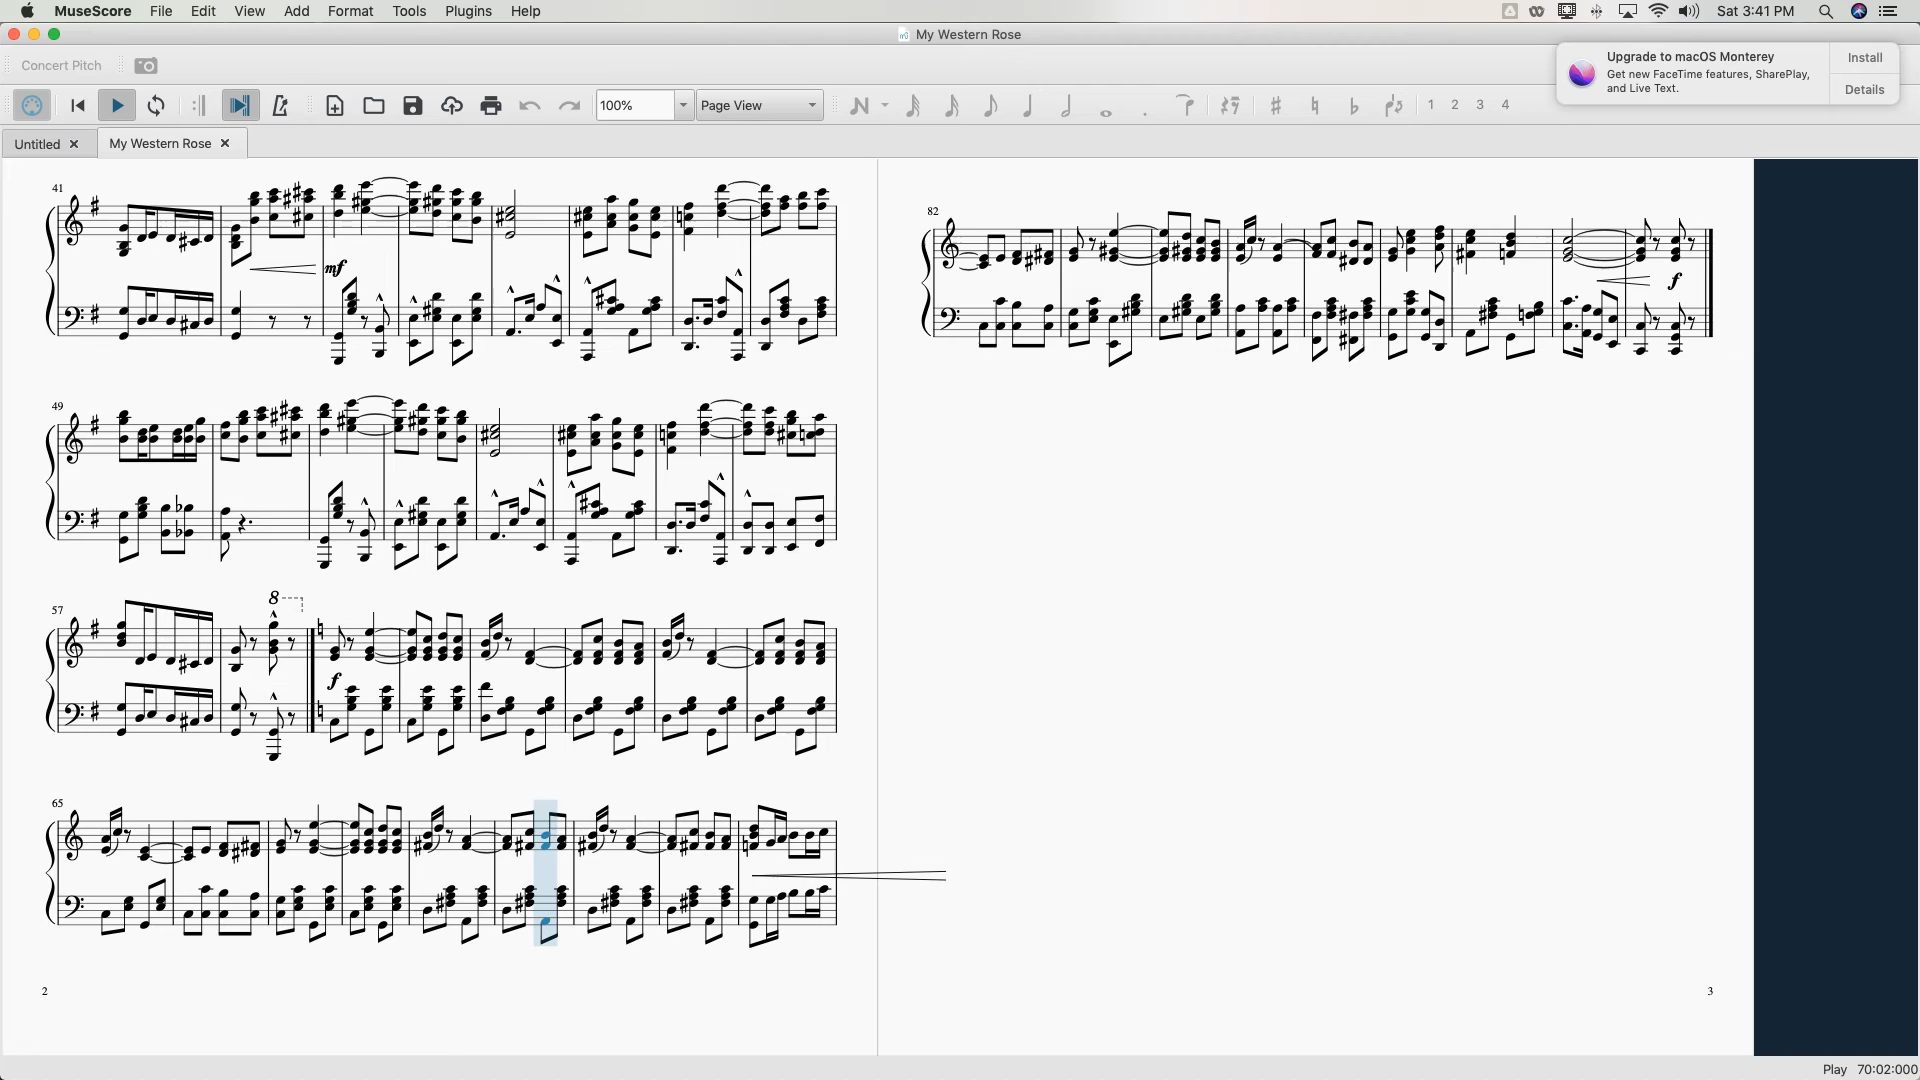 MuseScore File Edit View Add Format Tools Plugins Help Sat 3:41 PM
My Western Rose
Concert Pitch
Upgrade to macOS Monterey
Get new FaceTime features, SharePlay,
and Live Text.
Install
Details
100% Page View 1 2 3 4
Untitled My Western Rose
41
mf
49
57
8
f
65
2
82
f
3
Play 70:02:000